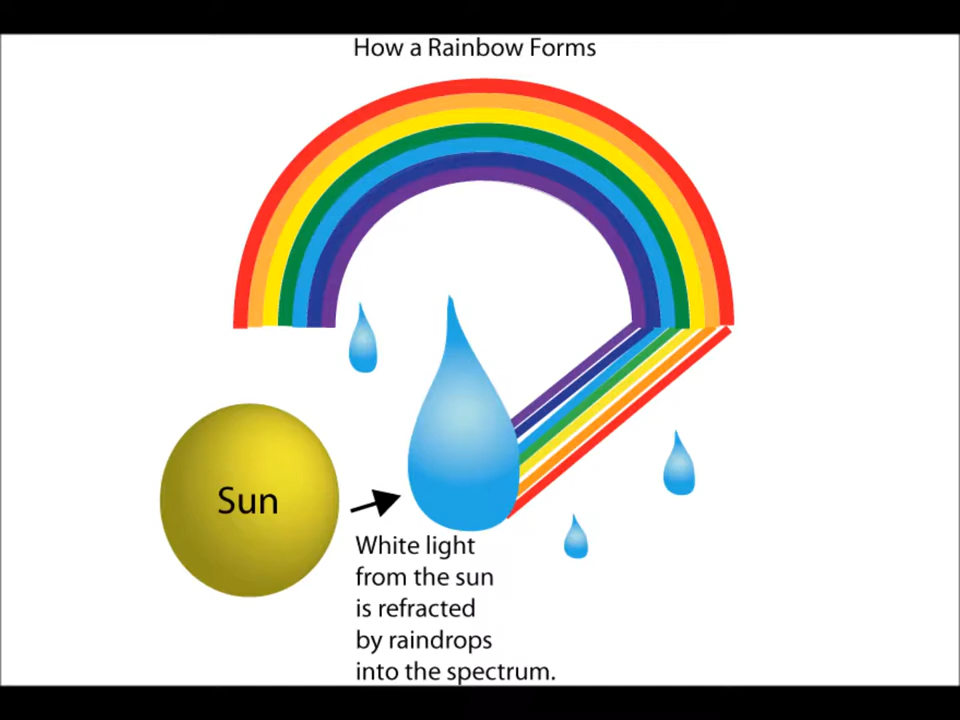 How a Rainbow Forms
Sun
White light
from the sun
is refracted
by raindrops
into the spectrum.